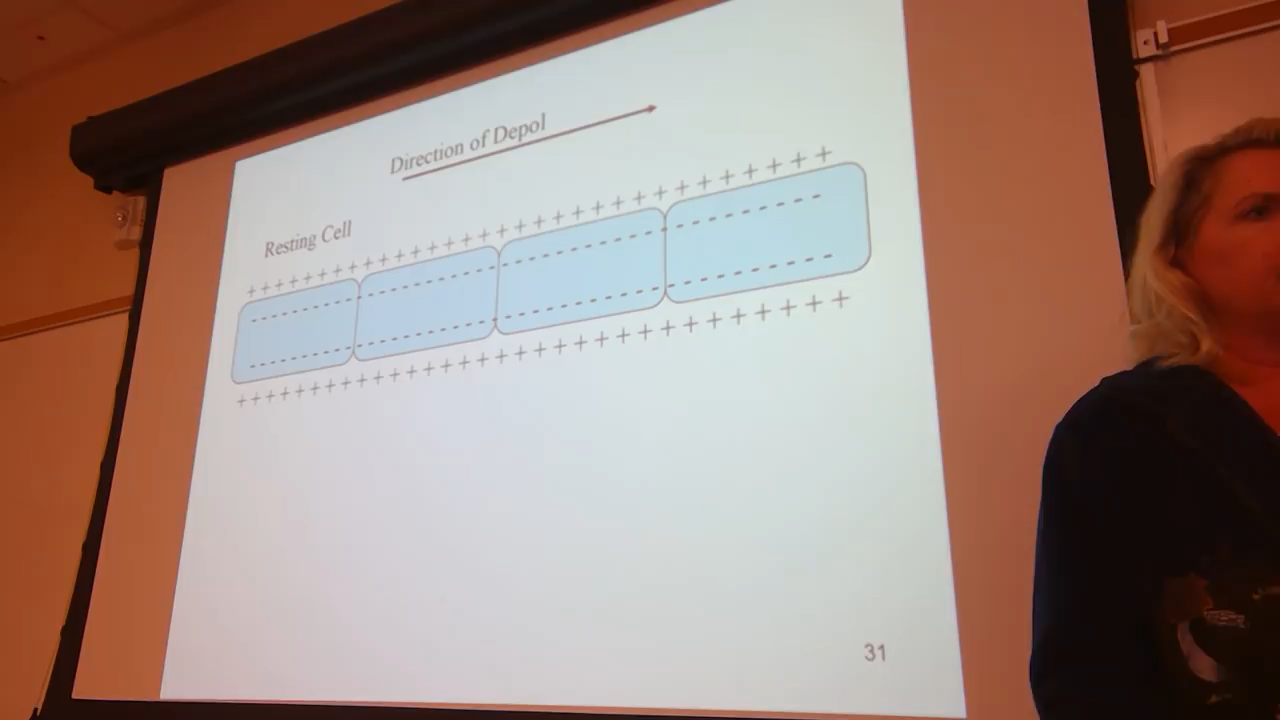 Direction of Depol
Resting Cell
+ + + + + + + + + + + + + + + + + + + + + + + + + + + + + +
- - - - - - - - - - - - - - - - - - - - - - - - - - - - - -
- - - - - - - - - - - - - - - - - - - - - - - - - - - - - -
+ + + + + + + + + + + + + + + + + + + + + + + + + + + + + +
31